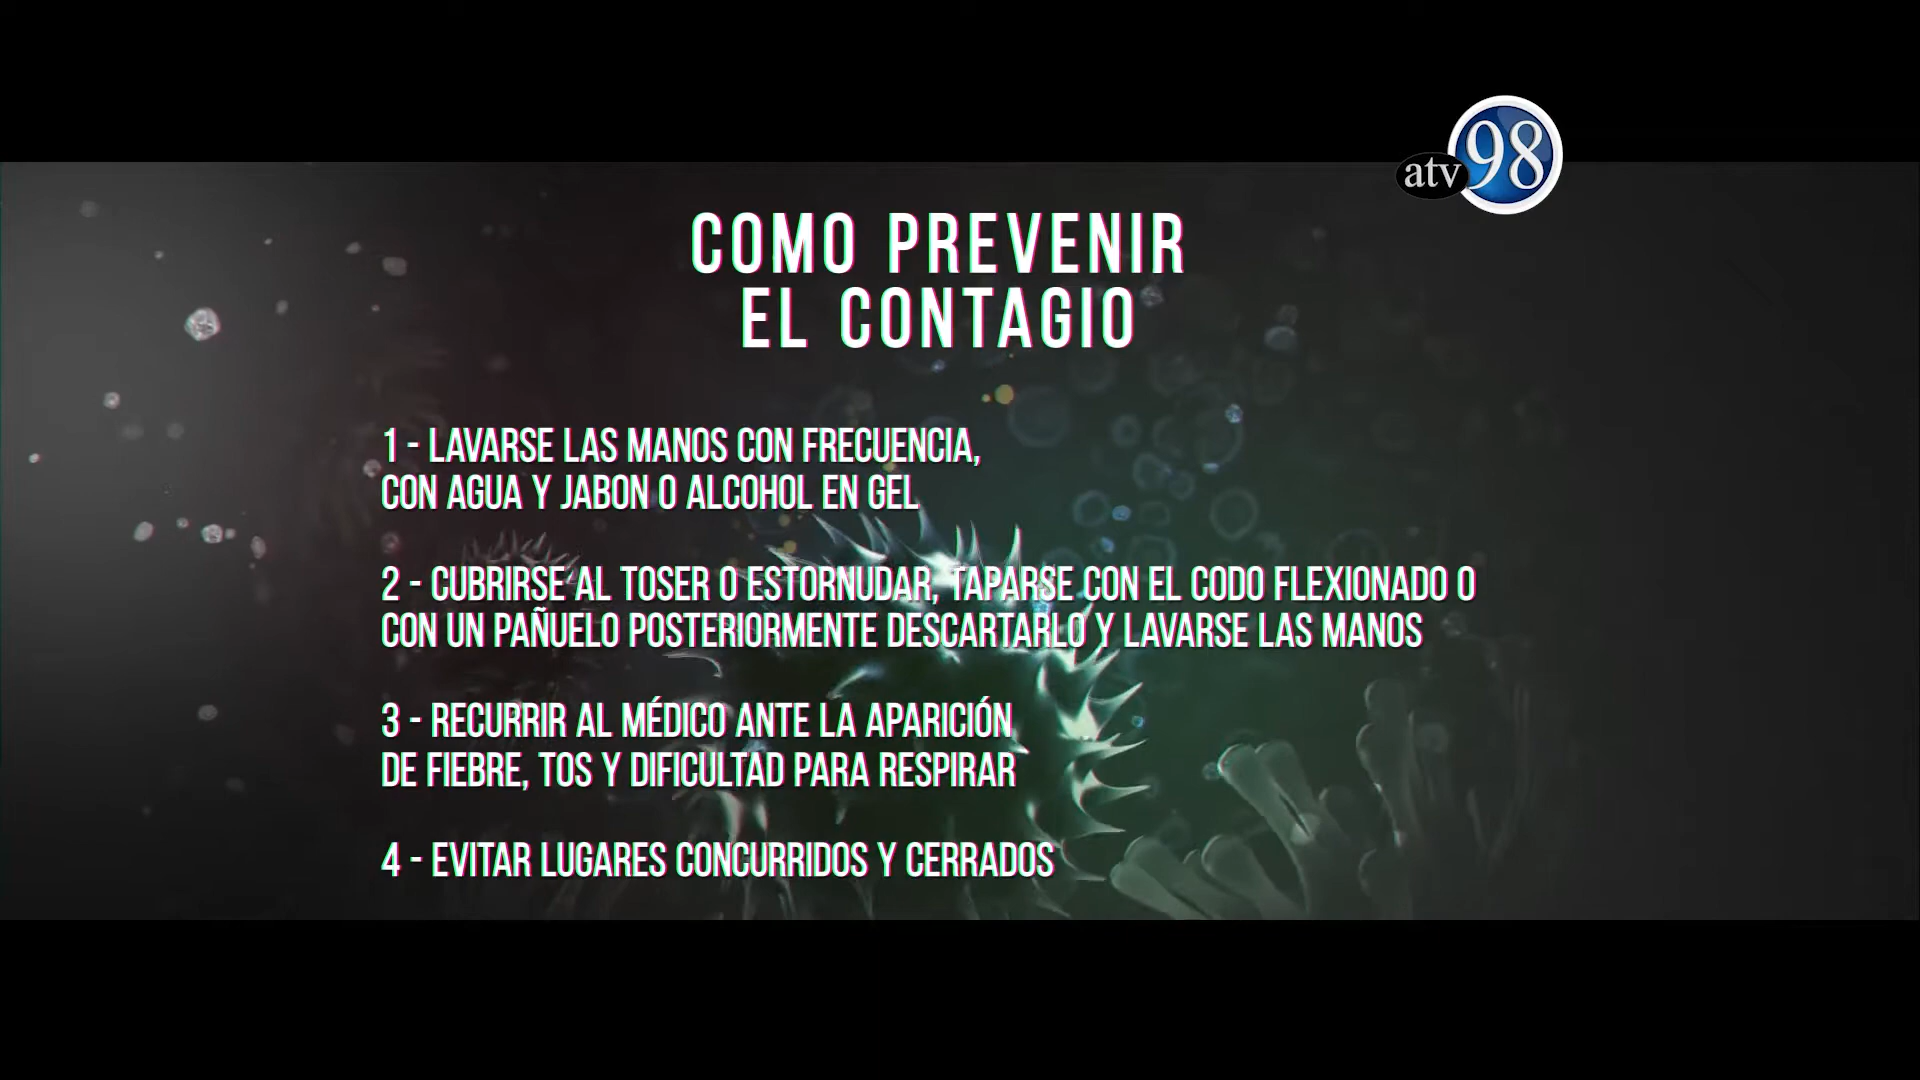 atv 98
COMO PREVENIR
EL CONTAGIO
1 - LAVARSE LAS MANOS CON FRECUENCIA,
CON AGUA Y JABON O ALCOHOL EN GEL
2 - CUBRIRSE AL TOSER O ESTORNUDAR, TAPARSE CON EL CODO FLEXIONADO O
CON UN PAÑUELO POSTERIORMENTE DESCARTARLO Y LAVARSE LAS MANOS
3 - RECURRIR AL MÉDICO ANTE LA APARICIÓN
DE FIEBRE, TOS Y DIFICULTAD PARA RESPIRAR
4 - EVITAR LUGARES CONCURRIDOS Y CERRADOS